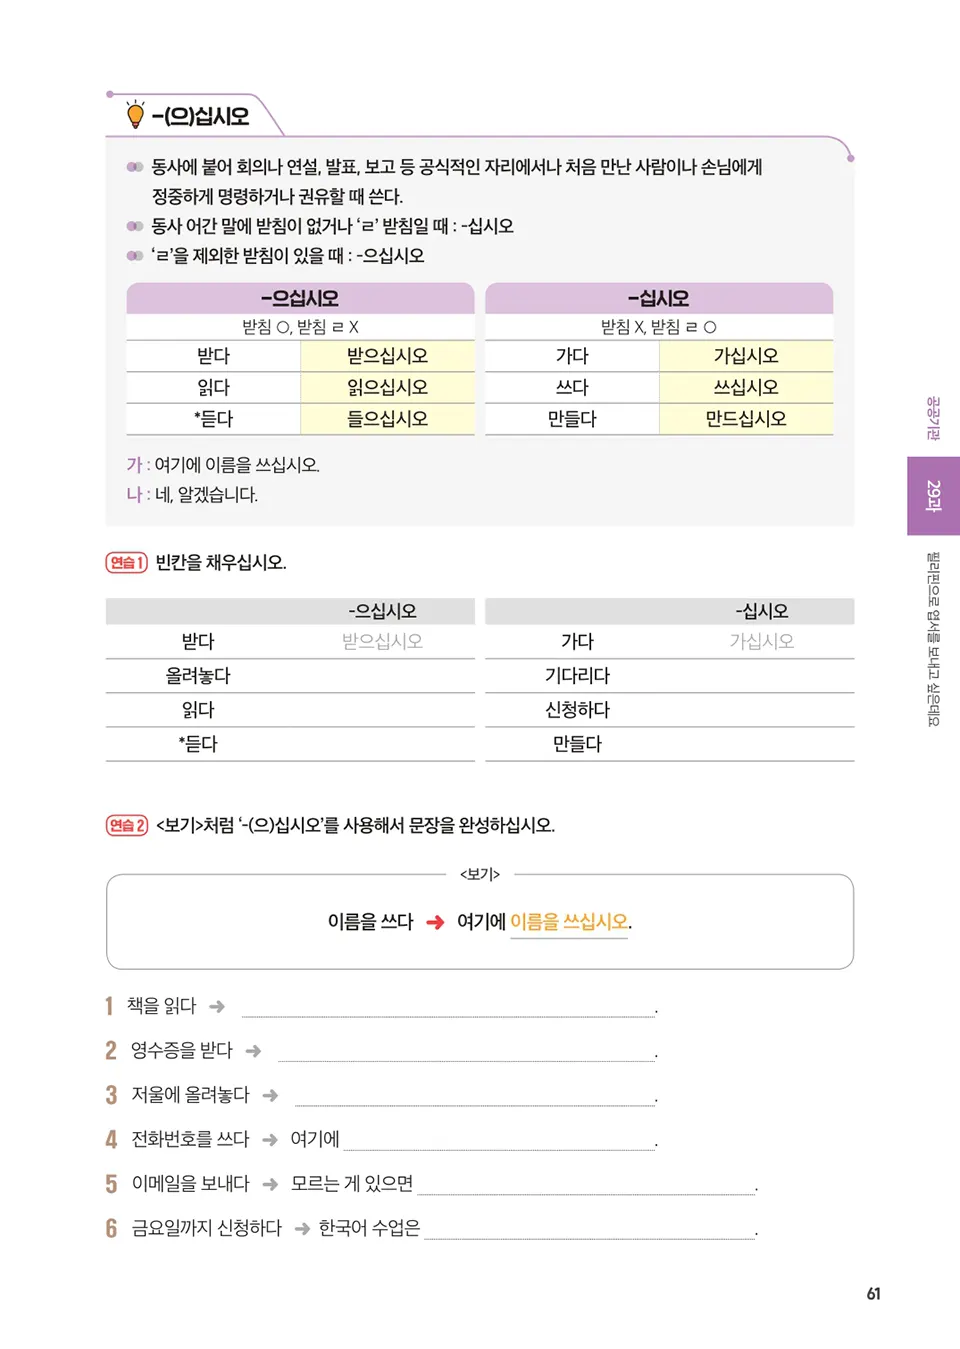 -(으)십시오
동사에 붙어 회의나 연설, 발표, 보고 등 공식적인 자리에서나 처음 만난 사람이나 손님에게
정중하게 명령하거나 권유할 때 쓴다.
동사 어간 말에 받침이 없거나 ‘ㄹ’ 받침일 때 : -십시오
‘ㄹ’을 제외한 받침이 있을 때 : -으십시오
-으십시오 -십시오
받침 O, 받침 ㄹ X 받침 X, 받침 ㄹ O
받다 받으십시오 가다 가십시오
읽다 읽으십시오 쓰다 쓰십시오
*듣다 들으십시오 만들다 만드십시오
가 : 여기에 이름을 쓰십시오.
나 : 네, 알겠습니다.
연습 1 빈칸을 채우십시오.
-으십시오 -십시오
받다 받으십시오 가다 가십시오
올려놓다 기다리다
읽다 신청하다
*듣다 만들다
연습 2 <보기>처럼 ‘-(으)십시오’를 사용해서 문장을 완성하십시오.
<보기>
이름을 쓰다 ➜ 여기에 이름을 쓰십시오.
1 책을 읽다 ➜ .
2 영수증을 받다 ➜ .
3 저울에 올려놓다 ➜ .
4 전화번호를 쓰다 ➜ 여기에 .
5 이메일을 보내다 ➜ 모르는 게 있으면 .
6 금요일까지 신청하다 ➜ 한국어 수업은 .
공공기관
29과
필리핀으로 엽서를 보내고 싶은데요
61